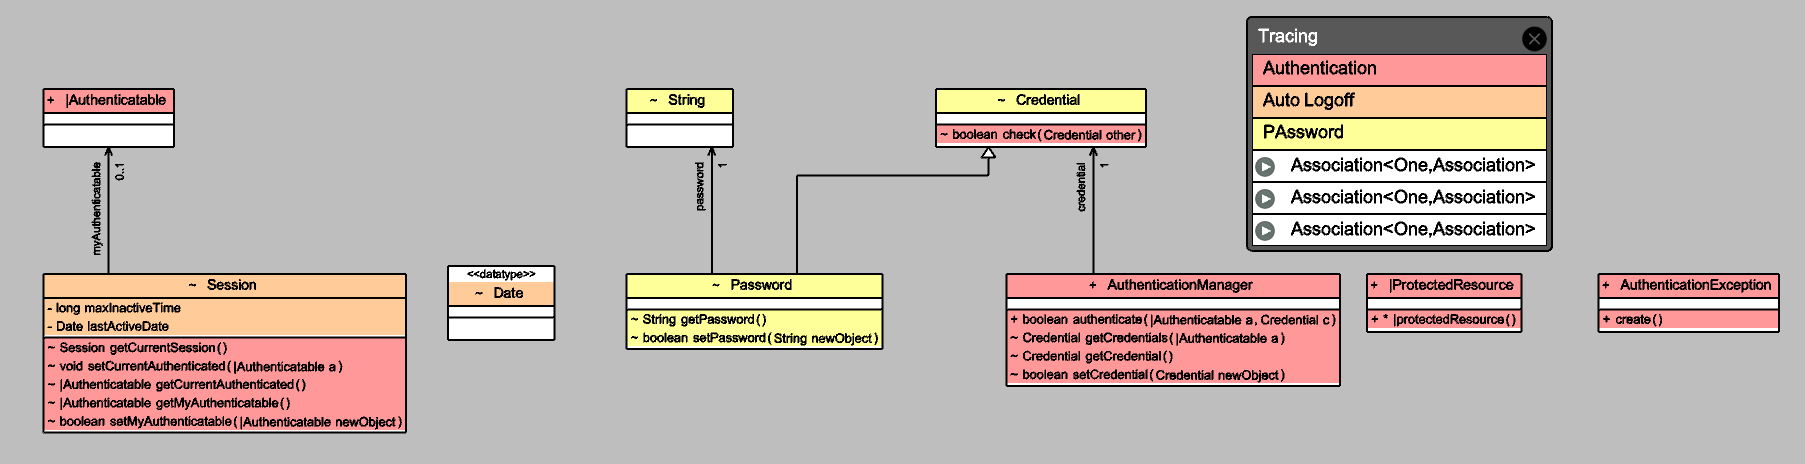 Tracing
Authentication
Auto Logoff
PAssword
Association<One,Association>
Association<One,Association>
Association<One,Association>
+ |Authenticatable
~ String
~ Credential
~ boolean check(Credential other)
myAuthenticatable
0..1
password
1
credential
1
~ Session
- long maxInactiveTime
- Date lastActiveDate
~ Session getCurrentSession()
~ void setCurrentAuthenticated(|Authenticatable a)
~ |Authenticatable getCurrentAuthenticated()
~ |Authenticatable getMyAuthenticatable()
~ boolean setMyAuthenticatable(|Authenticatable newObject)
<<datatype>>
~ Date
~ Password
~ String getPassword()
~ boolean setPassword(String newObject)
+ AuthenticationManager
+ boolean authenticate(|Authenticatable a, Credential c)
~ Credential getCredentials(|Authenticatable a)
~ Credential getCredential()
~ boolean setCredential(Credential newObject)
+ |ProtectedResource
+ * |protectedResource()
+ AuthenticationException
+ create()